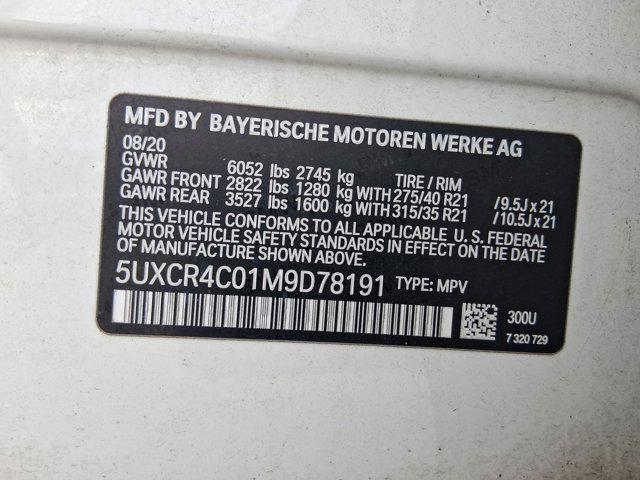 MFD BY BAYERISCHE MOTOREN WERKE AG
08/20
GVWR 6052 lbs 2745 kg TIRE / RIM
GAWR FRONT 2822 lbs 1280 kg WITH 275/40 R21 /9.5J x 21
GAWR REAR 3527 lbs 1600 kg WITH 315/35 R21 /10.5J x 21
THIS VEHICLE CONFORMS TO ALL APPLICABLE U. S. FEDERAL
MOTOR VEHICLE SAFETY STANDARDS IN EFFECT ON THE DATE OF
MANUFACTURE SHOWN ABOVE.
5UXCR4C01M9D78191 TYPE: MPV
300U
7 320 729